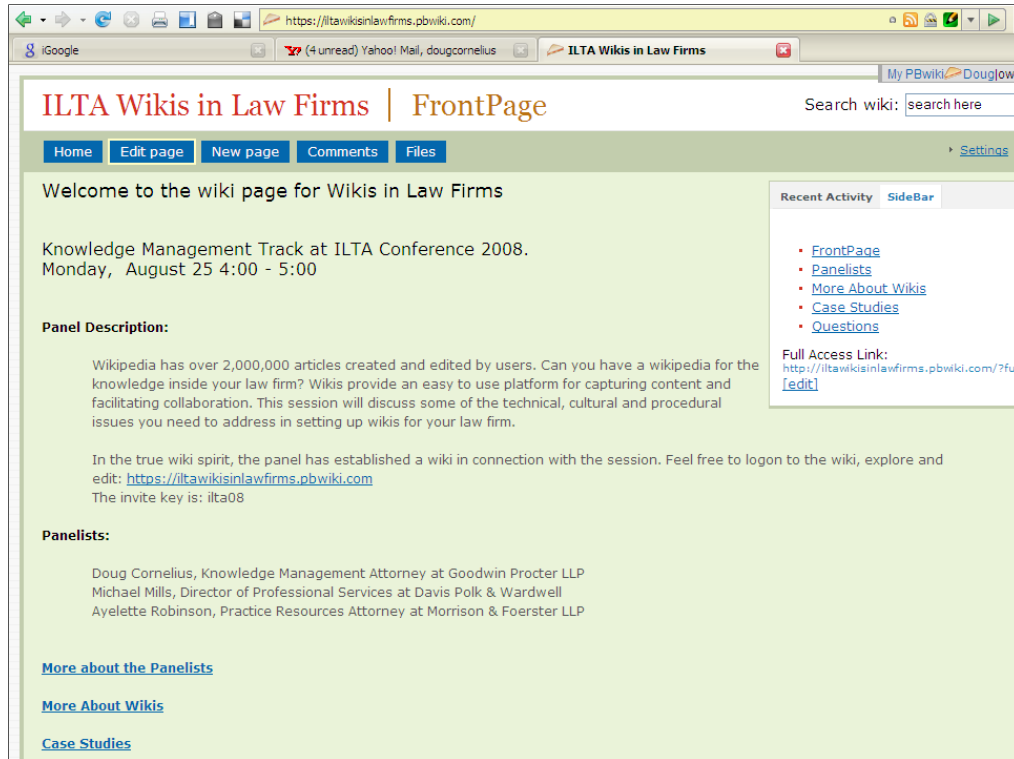 https://iltawikisinlawfirms.pbwiki.com/
iGoogle
(4 unread) Yahoo! Mail, dougcornelius
ILTA Wikis in Law Firms
My PBwiki Doug|ow
ILTA Wikis in Law Firms | FrontPage
Search wiki: search here
Home Edit page New page Comments Files
Settings
Welcome to the wiki page for Wikis in Law Firms
Recent Activity SideBar
Knowledge Management Track at ILTA Conference 2008.
Monday, August 25 4:00 - 5:00
FrontPage
Panelists
More About Wikis
Case Studies
Questions
Full Access Link:
http://iltawikisinlawfirms.pbwiki.com/?fu
[edit]
Panel Description:
Wikipedia has over 2,000,000 articles created and edited by users. Can you have a wikipedia for the
knowledge inside your law firm? Wikis provide an easy to use platform for capturing content and
facilitating collaboration. This session will discuss some of the technical, cultural and procedural
issues you need to address in setting up wikis for your law firm.
In the true wiki spirit, the panel has established a wiki in connection with the session. Feel free to logon to the wiki, explore and
edit: https://iltawikisinlawfirms.pbwiki.com
The invite key is: ilta08
Panelists:
Doug Cornelius, Knowledge Management Attorney at Goodwin Procter LLP
Michael Mills, Director of Professional Services at Davis Polk & Wardwell
Ayelette Robinson, Practice Resources Attorney at Morrison & Foerster LLP
More about the Panelists
More About Wikis
Case Studies